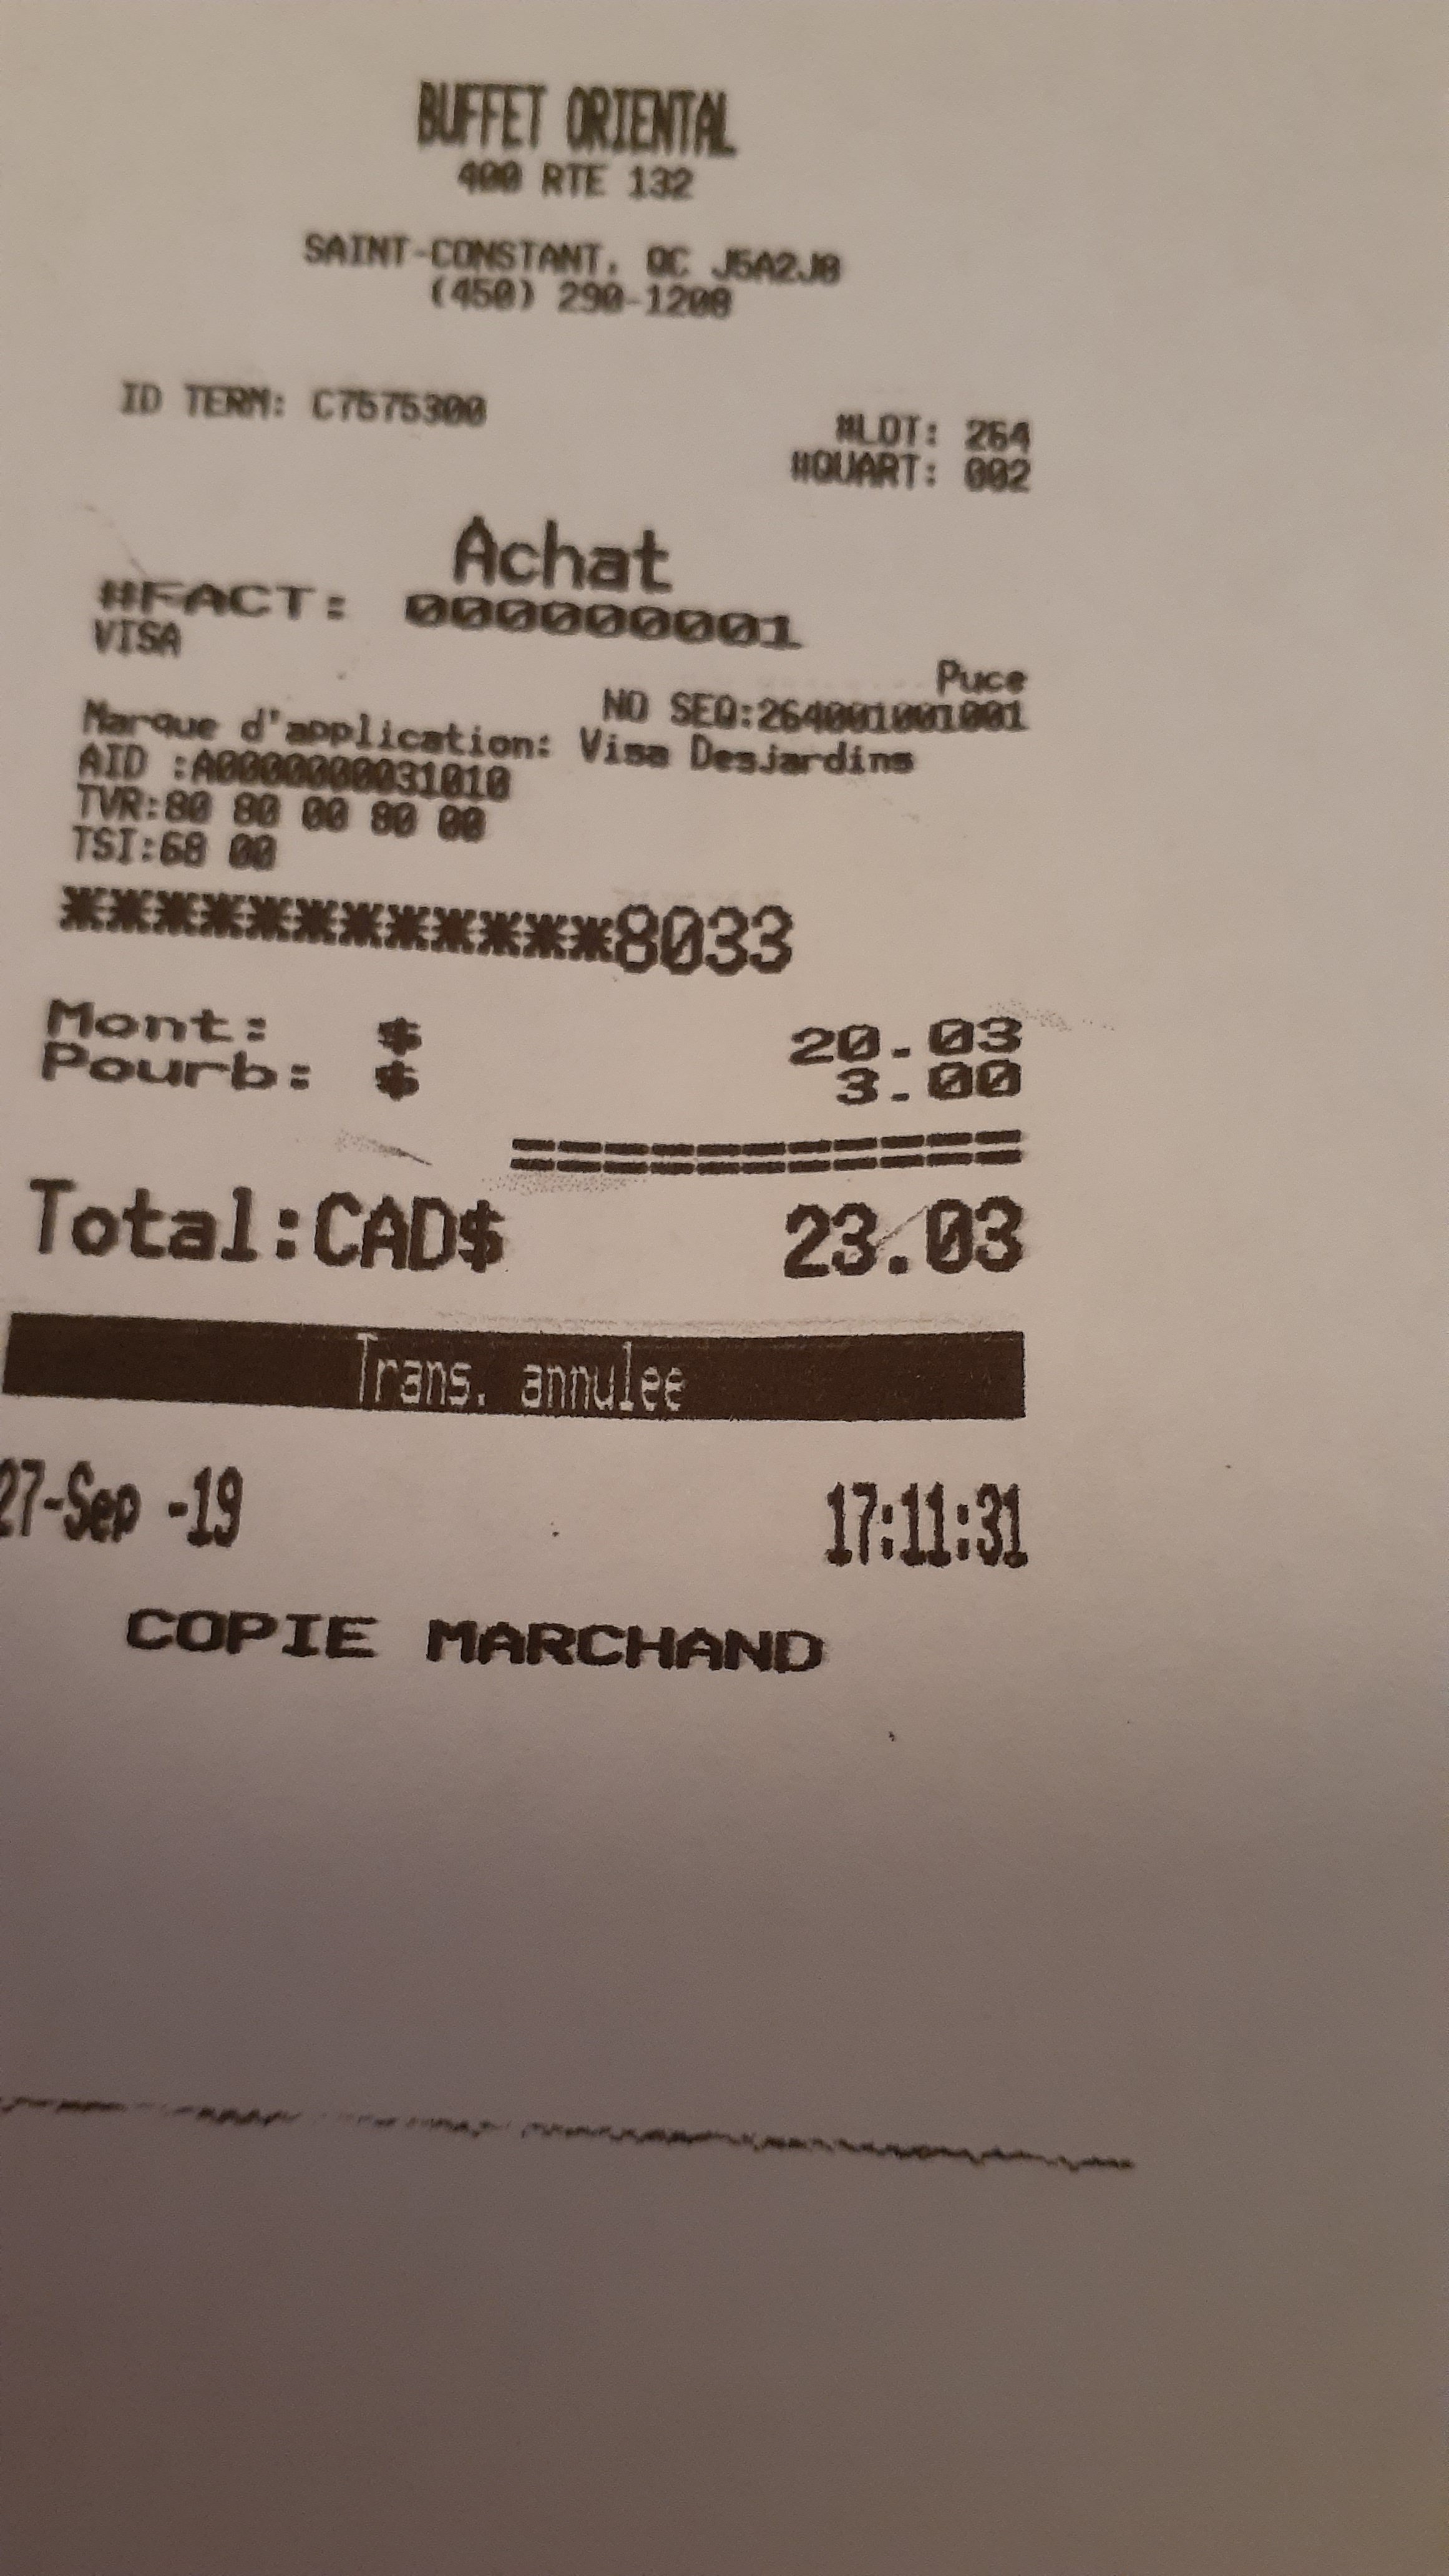 BUFFET ORIENTAL
400 RTE 132
SAINT-CONSTANT, QC J5A2J8
(450) 290-1208
ID TERM: C7575300
#LOT: 264
#QUART: 002
Achat
#FACT: 000000001
VISA
Puce
NO SEQ:264001001001
Marque d'application: Visa Desjardins
AID :A0000000031010
TVR:80 80 00 80 00
TSI:68 00
*************8033
Mont: $ 20.03
Pourb: $ 3.00
===========
Total:CAD$ 23.03
Trans. annulee
27-Sep -19 17:11:31
COPIE MARCHAND